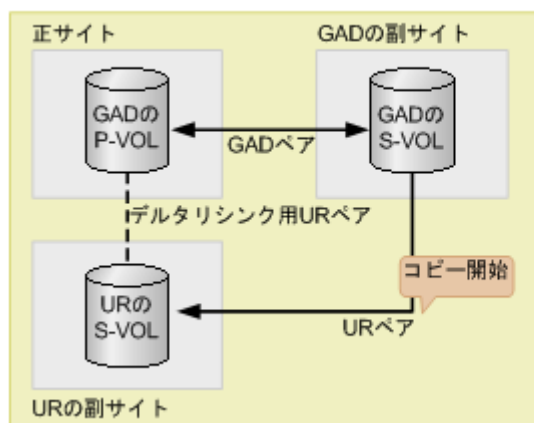 正サイト
GADの副サイト
GADの
P-VOL
GADの
S-VOL
GADペア
デルタリシンク用URペア
コピー開始
URの
S-VOL
URペア
URの副サイト